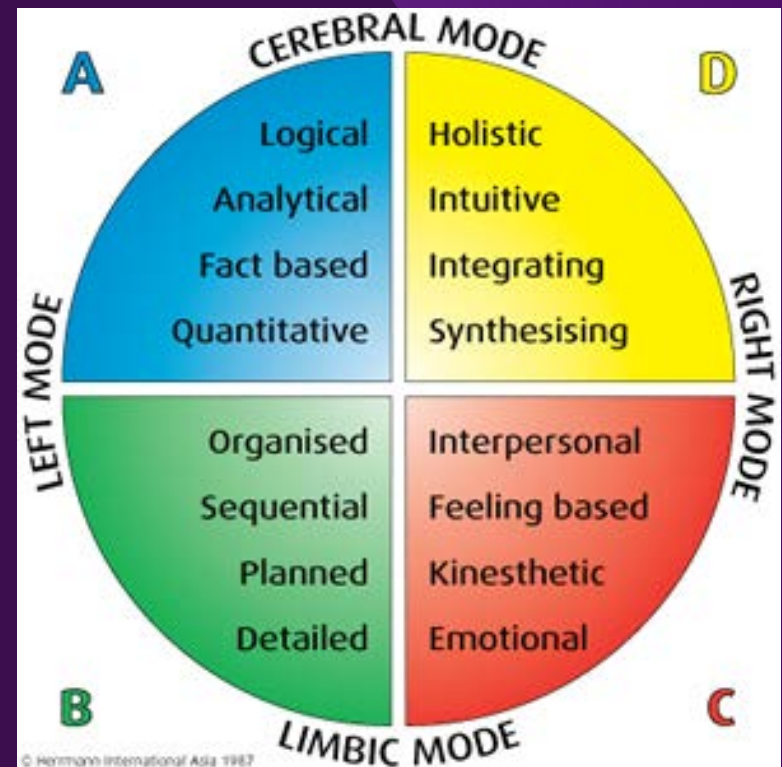 CEREBRAL MODE
A
D
Logical
Analytical
Fact based
Quantitative
Holistic
Intuitive
Integrating
Synthesising
LEFT MODE
RIGHT MODE
Organised
Sequential
Planned
Detailed
Interpersonal
Feeling based
Kinesthetic
Emotional
B
C
LIMBIC MODE
© Herrmann International Asia 1987